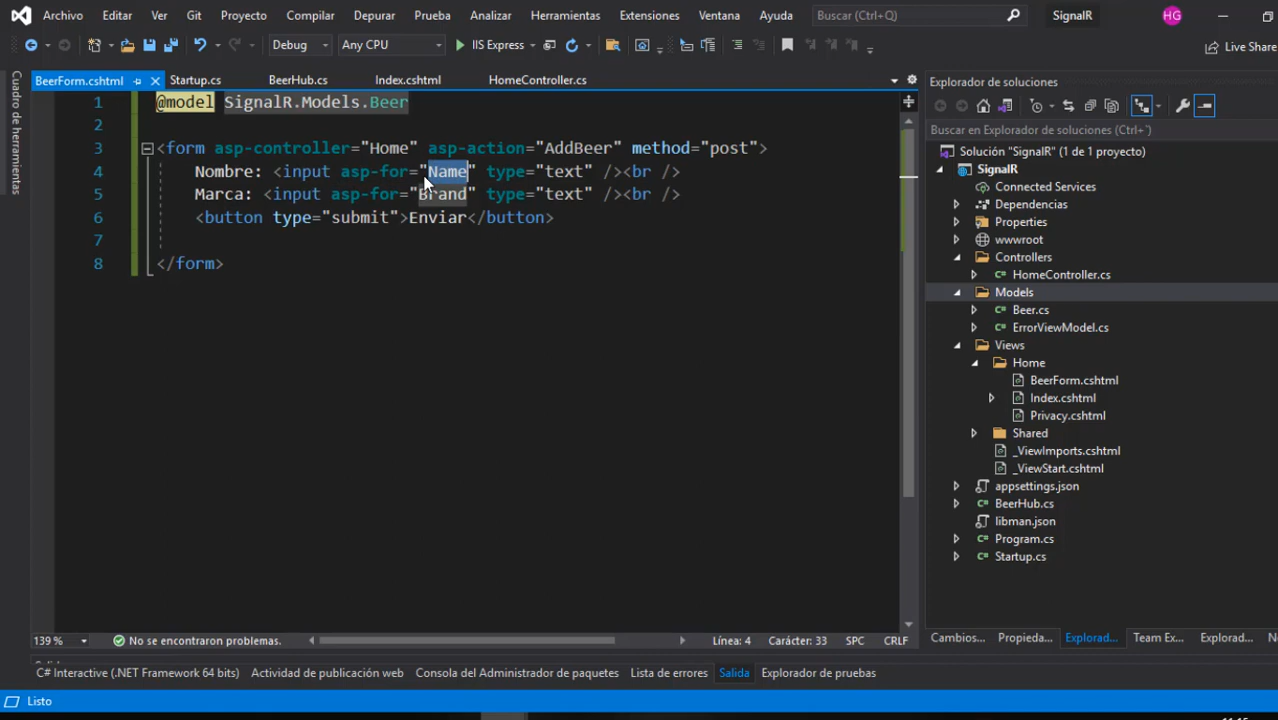 Archivo Editar Ver Git Proyecto Compilar Depurar Prueba Analizar Herramientas Extensiones Ventana Ayuda Buscar (Ctrl+Q) SignalR HG
Debug Any CPU IIS Express Live Share
Cuadro de herramientas
BeerForm.cshtml Startup.cs BeerHub.cs Index.cshtml HomeController.cs
1 @model SignalR.Models.Beer
2
3 <form asp-controller="Home" asp-action="AddBeer" method="post">
4 Nombre: <input asp-for="Name" type="text" /><br />
5 Marca: <input asp-for="Brand" type="text" /><br />
6 <button type="submit">Enviar</button>
7
8 </form>
139 % No se encontraron problemas. Línea: 4 Carácter: 33 SPC CRLF
Explorador de soluciones
Buscar en Explorador de soluciones (Ctrl+´)
Solución "SignalR" (1 de 1 proyecto)
SignalR
Connected Services
Dependencias
Properties
wwwroot
Controllers
HomeController.cs
Models
Beer.cs
ErrorViewModel.cs
Views
Home
BeerForm.cshtml
Index.cshtml
Privacy.cshtml
Shared
_ViewImports.cshtml
_ViewStart.cshtml
appsettings.json
BeerHub.cs
libman.json
Program.cs
Startup.cs
Cambios... Propieda... Explorad... Team Ex... Explorad...
C# Interactive (.NET Framework 64 bits) Actividad de publicación web Consola del Administrador de paquetes Lista de errores Salida Explorador de pruebas
Listo